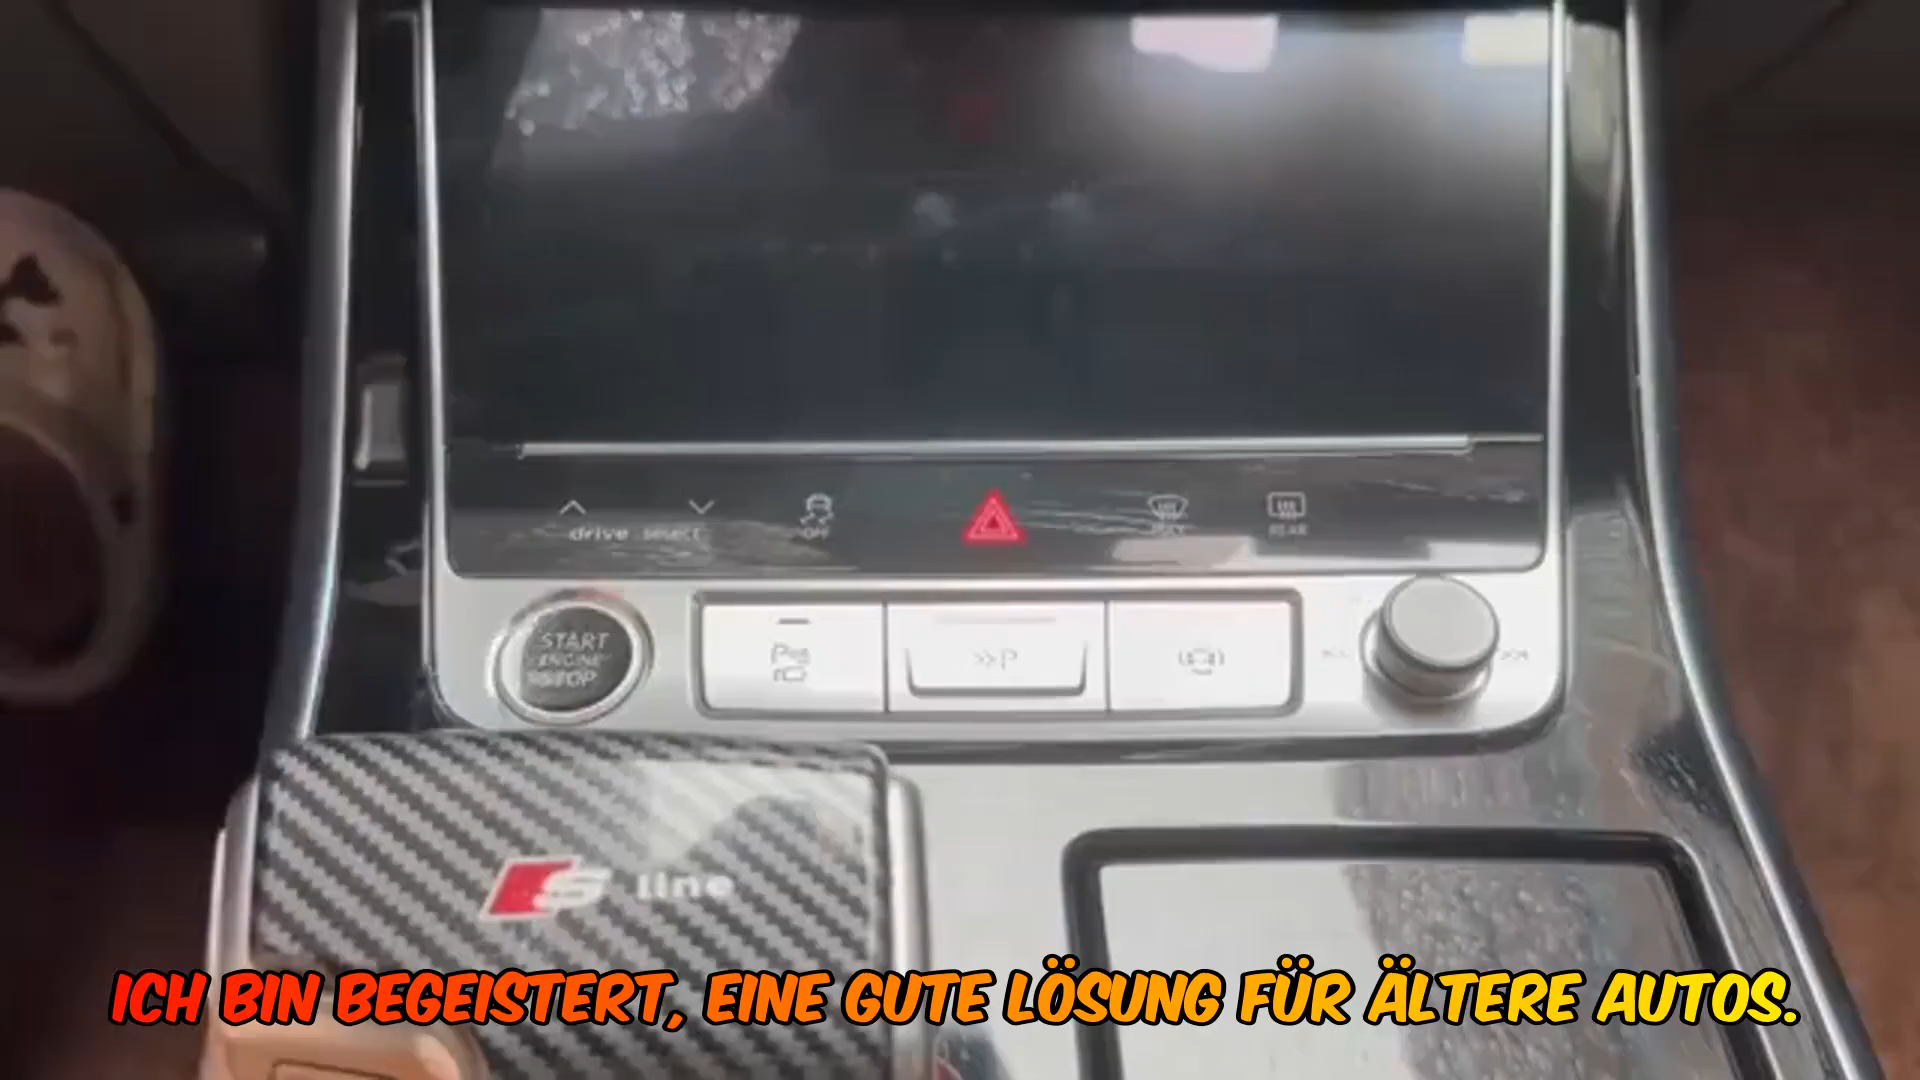 drive select
OFF
REAR
START
ENGINE
STOP
P
S line
ICH BIN BEGEISTERT, EINE GUTE LÖSUNG FÜR ÄLTERE AUTOS.